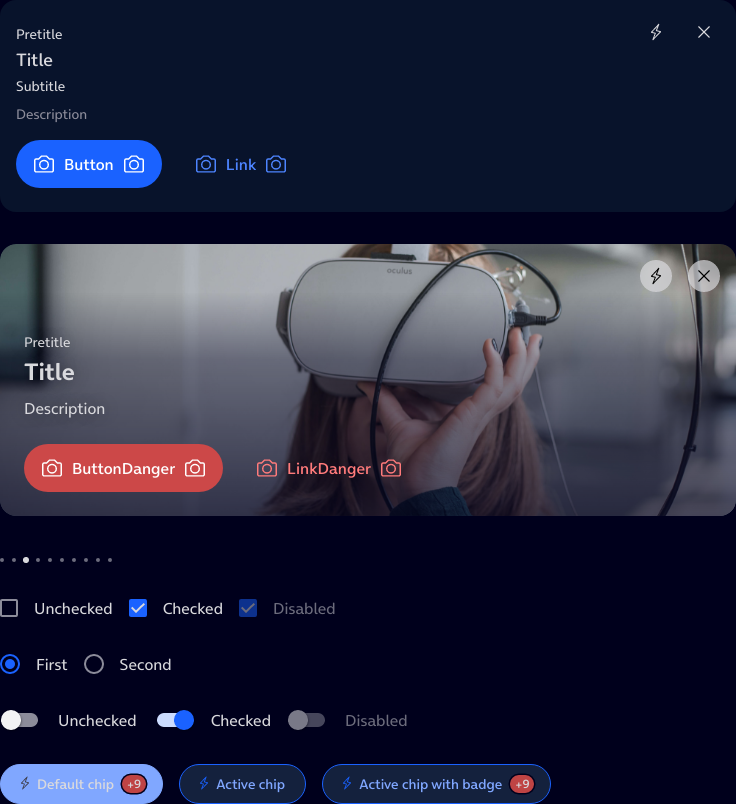 Pretitle
Title
Subtitle
Description
Button Link
oculus
Pretitle
Title
Description
ButtonDanger LinkDanger
Unchecked Checked Disabled
First Second
Unchecked Checked Disabled
Default chip +9 Active chip Active chip with badge +9